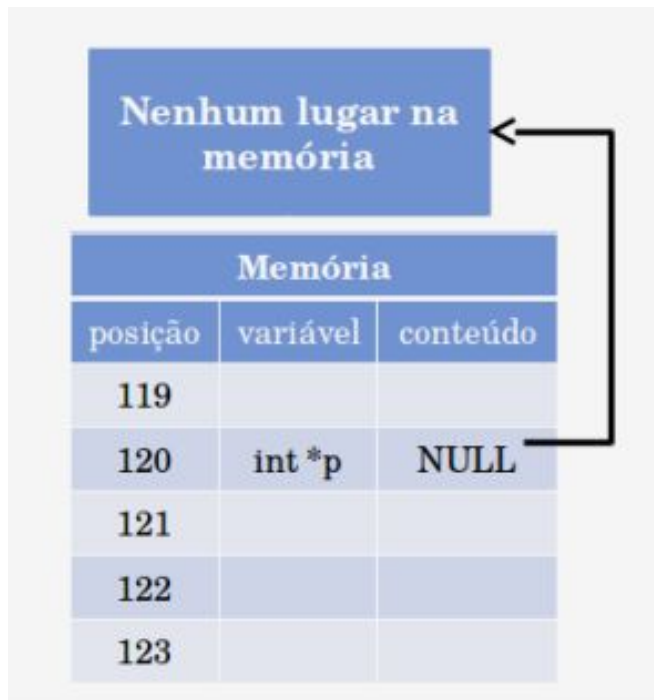 Nenhum lugar na
memória
Memória
posição variável conteúdo
119
120 int *p NULL
121
122
123